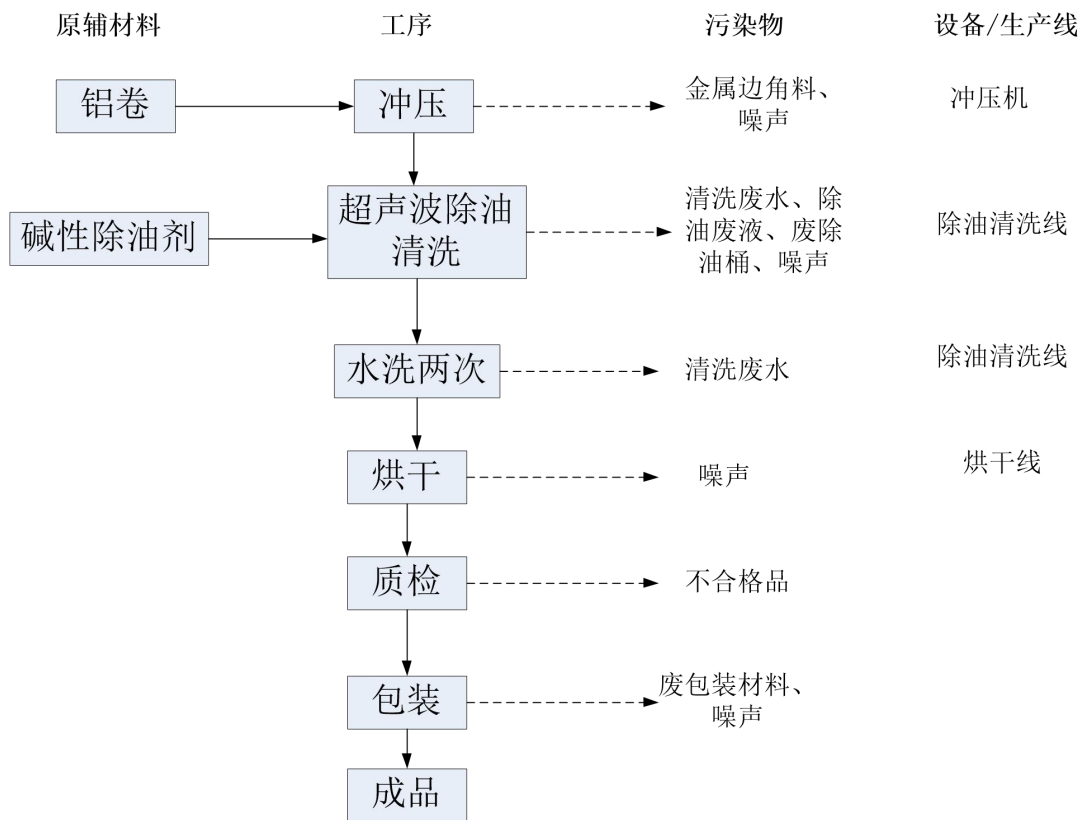 原辅材料
工序
污染物
设备/生产线
铝卷
冲压
金属边角料、
噪声
冲压机
碱性除油剂
超声波除油
清洗
清洗废水、除
油废液、废除
油桶、噪声
除油清洗线
水洗两次
清洗废水
除油清洗线
烘干
噪声
烘干线
质检
不合格品
包装
废包装材料、
噪声
成品